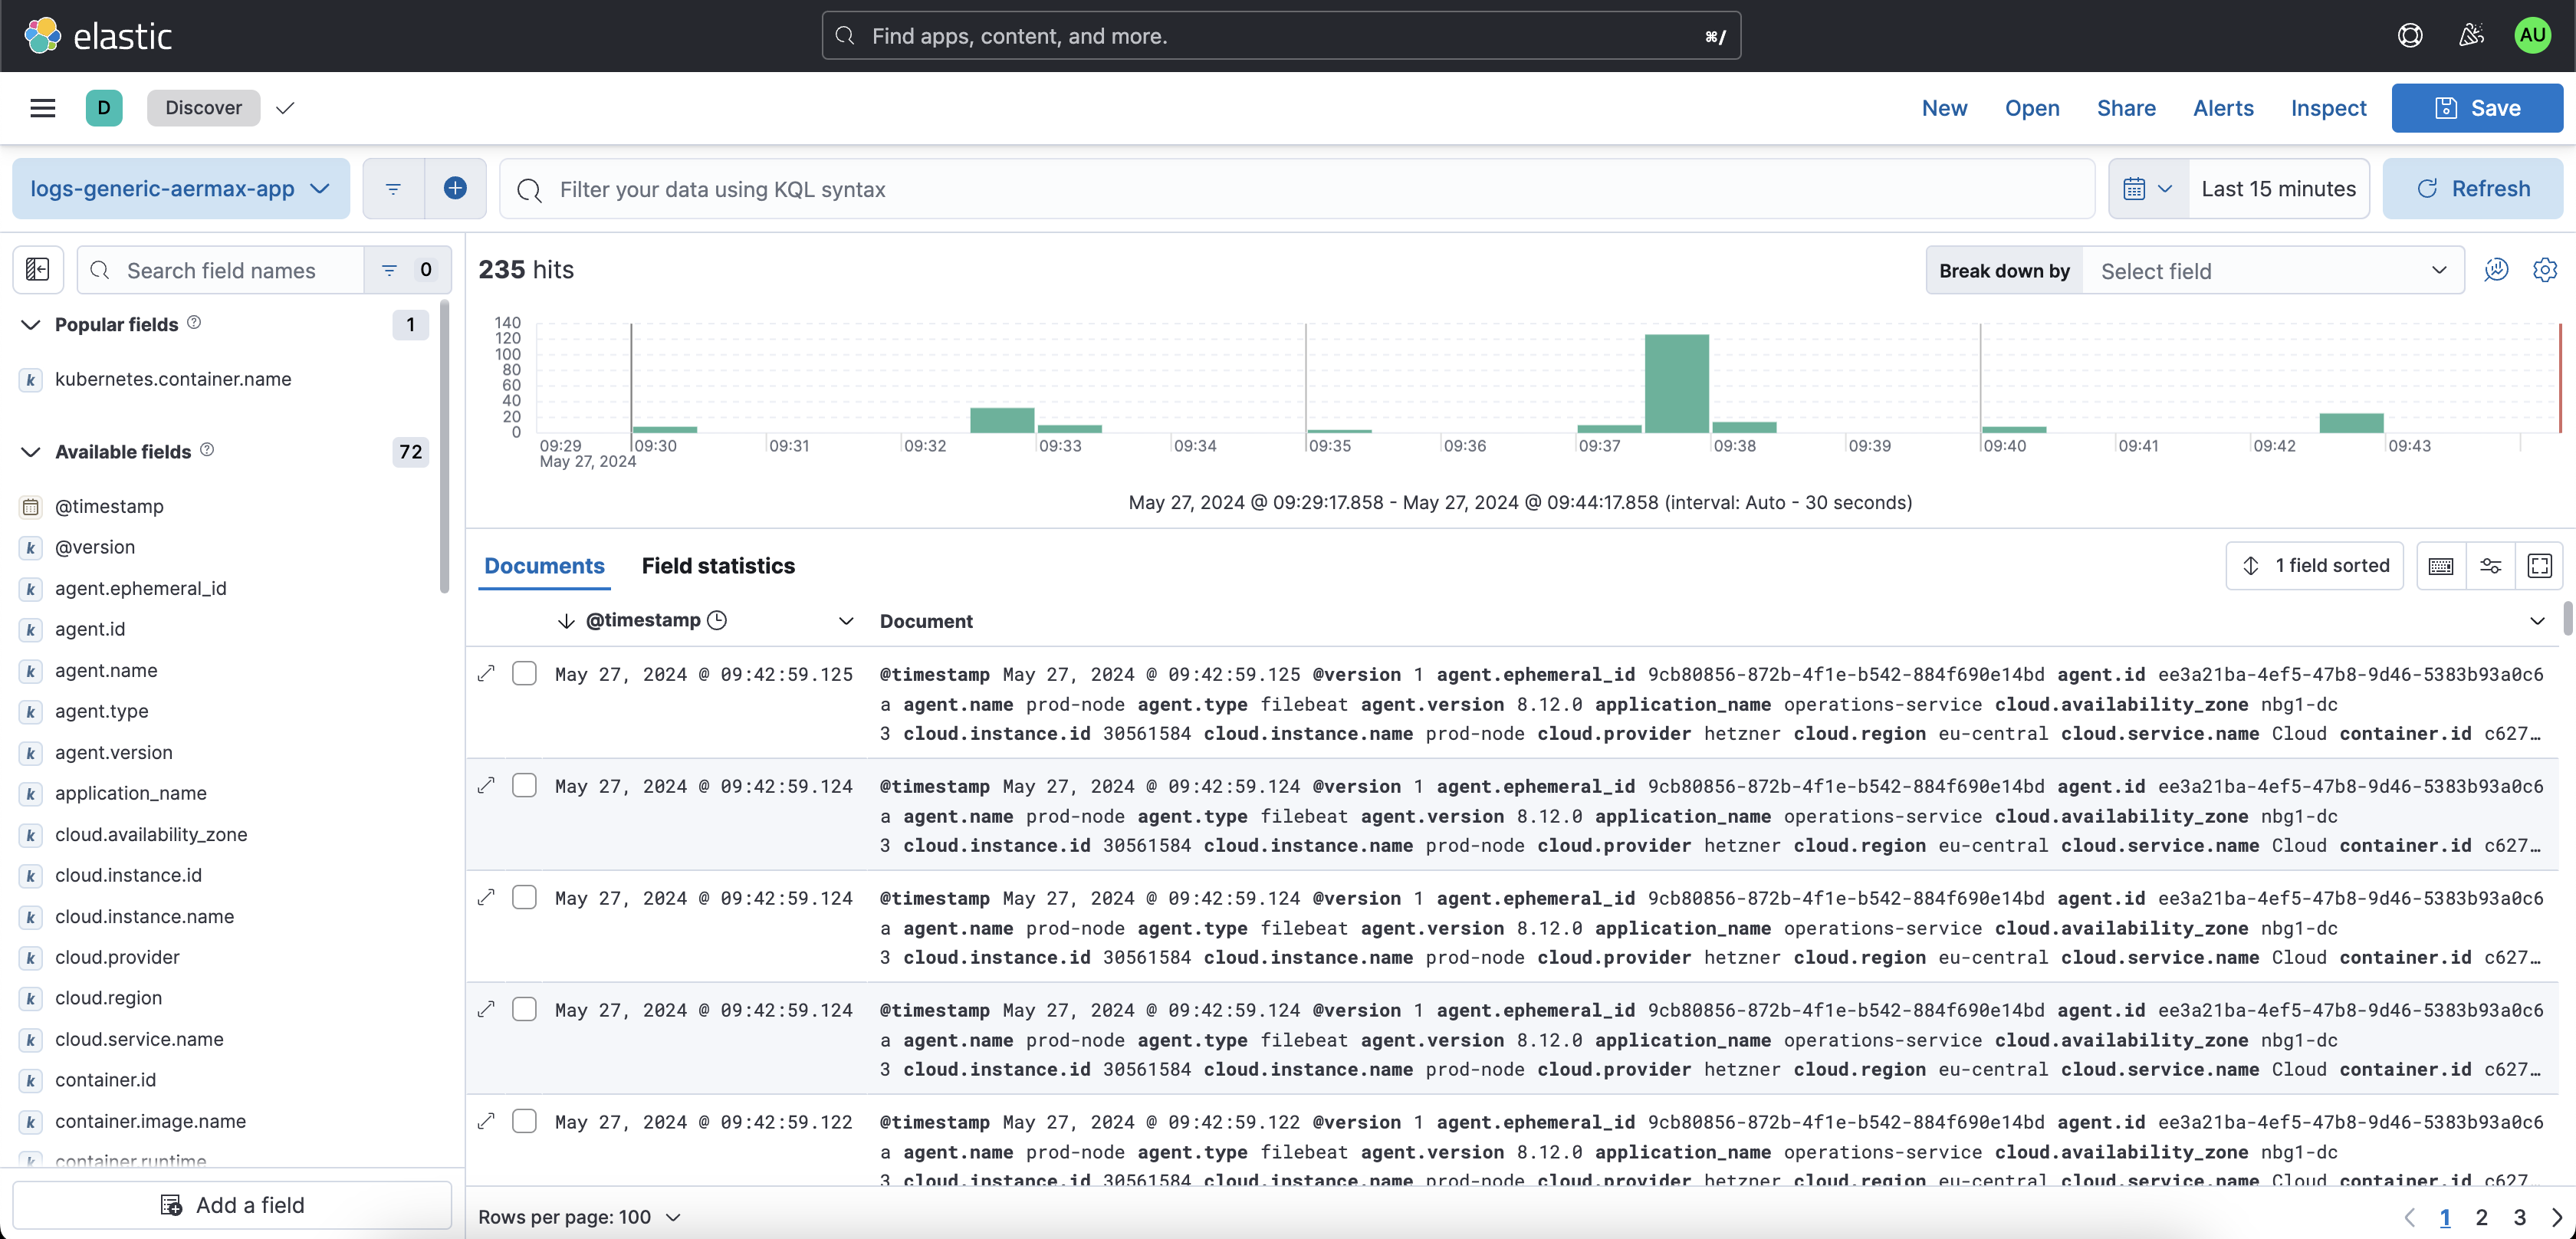 elastic
Find apps, content, and more.
⌘/
AU
D
Discover
New
Open
Share
Alerts
Inspect
Save
logs-generic-aermax-app
Filter your data using KQL syntax
Last 15 minutes
Refresh
Search field names
0
Popular fields
1
k kubernetes.container.name
Available fields
72
@timestamp
k @version
k agent.ephemeral_id
k agent.id
k agent.name
k agent.type
k agent.version
k application_name
k cloud.availability_zone
k cloud.instance.id
k cloud.instance.name
k cloud.provider
k cloud.region
k cloud.service.name
k container.id
k container.image.name
k container.runtime
Add a field
235 hits
Break down by
Select field
140
120
100
80
60
40
20
0
09:29 09:30 09:31 09:32 09:33 09:34 09:35 09:36 09:37 09:38 09:39 09:40 09:41 09:42 09:43
May 27, 2024
May 27, 2024 @ 09:29:17.858 - May 27, 2024 @ 09:44:17.858 (interval: Auto - 30 seconds)
Documents
Field statistics
1 field sorted
@timestamp
Document
May 27, 2024 @ 09:42:59.125
@timestamp May 27, 2024 @ 09:42:59.125 @version 1 agent.ephemeral_id 9cb80856-872b-4f1e-b542-884f690e14bd agent.id ee3a21ba-4ef5-47b8-9d46-5383b93a0c6
a agent.name prod-node agent.type filebeat agent.version 8.12.0 application_name operations-service cloud.availability_zone nbg1-dc
3 cloud.instance.id 30561584 cloud.instance.name prod-node cloud.provider hetzner cloud.region eu-central cloud.service.name Cloud container.id c627…
May 27, 2024 @ 09:42:59.124
@timestamp May 27, 2024 @ 09:42:59.124 @version 1 agent.ephemeral_id 9cb80856-872b-4f1e-b542-884f690e14bd agent.id ee3a21ba-4ef5-47b8-9d46-5383b93a0c6
a agent.name prod-node agent.type filebeat agent.version 8.12.0 application_name operations-service cloud.availability_zone nbg1-dc
3 cloud.instance.id 30561584 cloud.instance.name prod-node cloud.provider hetzner cloud.region eu-central cloud.service.name Cloud container.id c627…
May 27, 2024 @ 09:42:59.124
@timestamp May 27, 2024 @ 09:42:59.124 @version 1 agent.ephemeral_id 9cb80856-872b-4f1e-b542-884f690e14bd agent.id ee3a21ba-4ef5-47b8-9d46-5383b93a0c6
a agent.name prod-node agent.type filebeat agent.version 8.12.0 application_name operations-service cloud.availability_zone nbg1-dc
3 cloud.instance.id 30561584 cloud.instance.name prod-node cloud.provider hetzner cloud.region eu-central cloud.service.name Cloud container.id c627…
May 27, 2024 @ 09:42:59.124
@timestamp May 27, 2024 @ 09:42:59.124 @version 1 agent.ephemeral_id 9cb80856-872b-4f1e-b542-884f690e14bd agent.id ee3a21ba-4ef5-47b8-9d46-5383b93a0c6
a agent.name prod-node agent.type filebeat agent.version 8.12.0 application_name operations-service cloud.availability_zone nbg1-dc
3 cloud.instance.id 30561584 cloud.instance.name prod-node cloud.provider hetzner cloud.region eu-central cloud.service.name Cloud container.id c627…
May 27, 2024 @ 09:42:59.122
@timestamp May 27, 2024 @ 09:42:59.122 @version 1 agent.ephemeral_id 9cb80856-872b-4f1e-b542-884f690e14bd agent.id ee3a21ba-4ef5-47b8-9d46-5383b93a0c6
a agent.name prod-node agent.type filebeat agent.version 8.12.0 application_name operations-service cloud.availability_zone nbg1-dc
3 cloud.instance.id 30561584 cloud.instance.name prod-node cloud.provider hetzner cloud.region eu-central cloud.service.name Cloud container.id c627…
Rows per page: 100
1 2 3